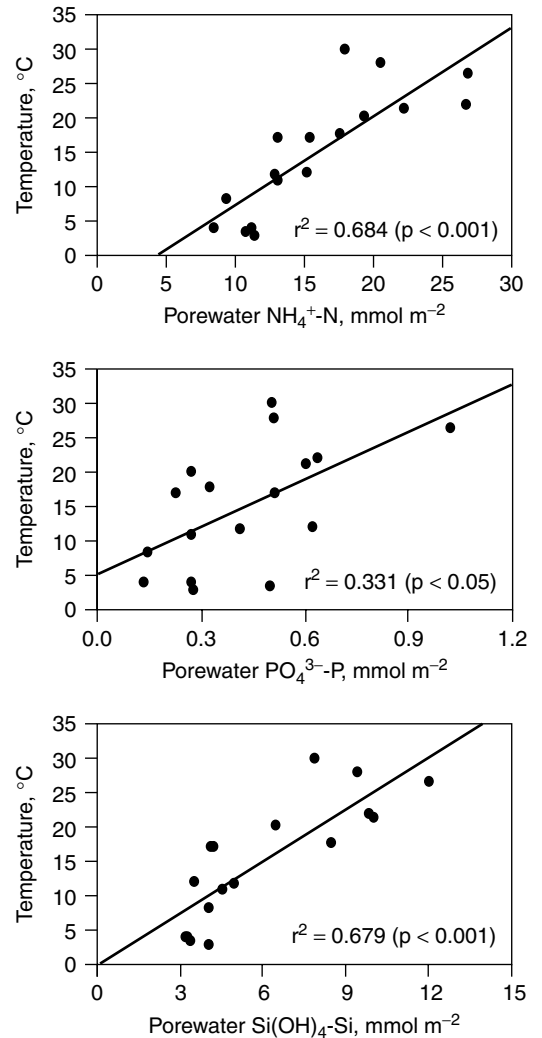 35
30
25
20
15
10
5
0
Temperature, °C
r² = 0.684 (p < 0.001)
0 5 10 15 20 25 30
Porewater NH₄⁺-N, mmol m⁻²
35
30
25
20
15
10
5
0
Temperature, °C
r² = 0.331 (p < 0.05)
0.0 0.3 0.6 0.9 1.2
Porewater PO₄³⁻-P, mmol m⁻²
35
30
25
20
15
10
5
0
Temperature, °C
r² = 0.679 (p < 0.001)
0 3 6 9 12 15
Porewater Si(OH)₄-Si, mmol m⁻²